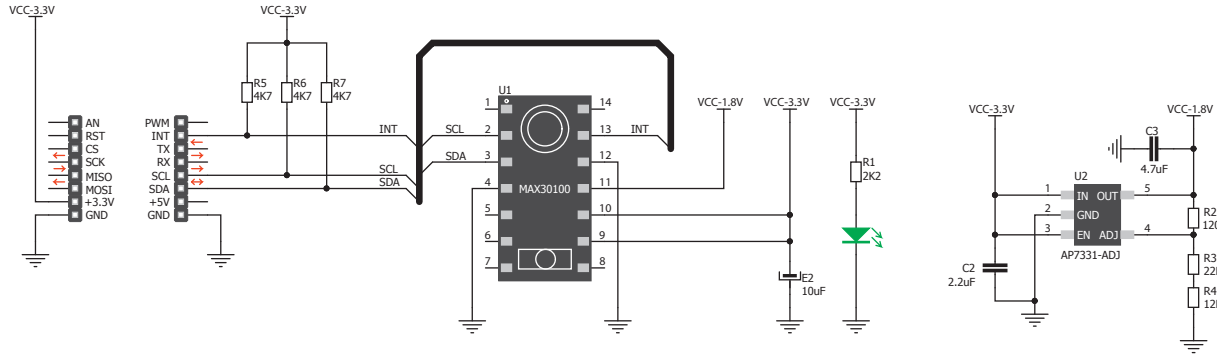 VCC-3.3V
AN
RST
CS
SCK
MISO
MOSI
+3.3V
GND
PWM
INT
TX
RX
SCL
SDA
+5V
GND
VCC-3.3V
R5
4K7
R6
4K7
R7
4K7
INT
SCL
SDA
SCL
SDA
U1
1
2
3
4
5
6
7
14
13
12
11
10
9
8
MAX30100
INT
VCC-1.8V
VCC-3.3V
E2
10uF
VCC-3.3V
R1
2K2
VCC-3.3V
VCC-1.8V
C3
4.7uF
U2
1
2
3
5
4
IN OUT
GND
EN ADJ
AP7331-ADJ
C2
2.2uF
R2
R3
R4